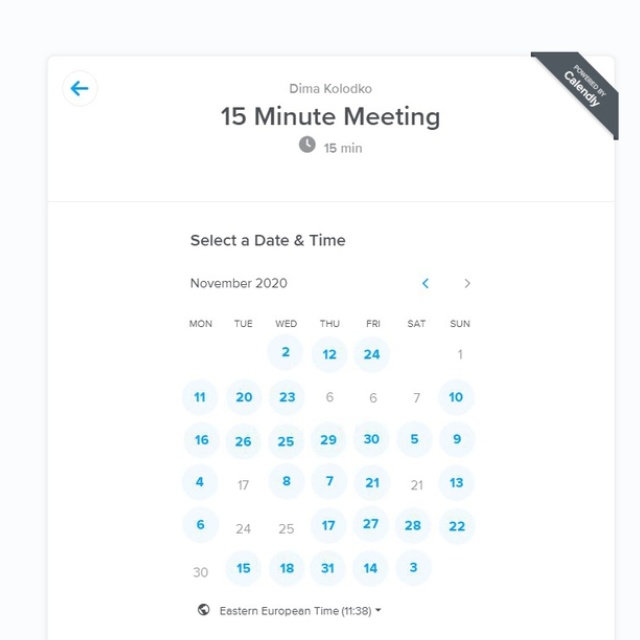 POWERED BY
Calendly
Dima Kolodko
15 Minute Meeting
15 min
Select a Date & Time
November 2020
MON TUE WED THU FRI SAT SUN
2 12 24 1
11 20 23 6 6 7 10
16 26 25 29 30 5 9
4 17 8 7 21 21 13
6 24 25 17 27 28 22
30 15 18 31 14 3
Eastern European Time (11:38)